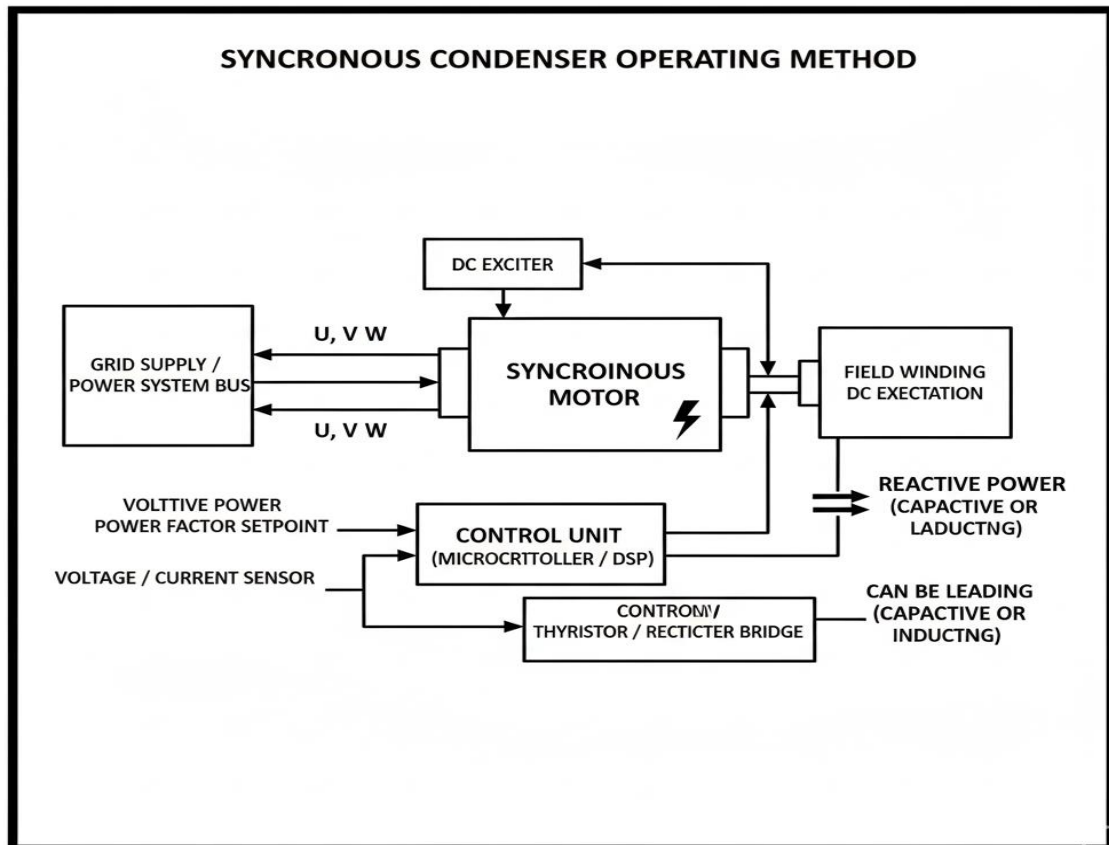 SYNCRONOUS CONDENSER OPERATING METHOD
DC EXCITER
U, V W
GRID SUPPLY /
POWER SYSTEM BUS
U, V W
SYNCROINOUS
MOTOR
FIELD WINDING
DC EXECTATION
VOLTTIVE POWER
POWER FACTOR SETPOINT
VOLTAGE / CURRENT SENSOR
CONTROL UNIT
(MICROCRTTOLLER / DSP)
REACTIVE POWER
(CAPACTIVE OR
LADUCTNG)
THYRISTOR / RECTICTER BRIDGE
CAN BE LEADING
(CAPACTIVE OR
INDUCTNG)